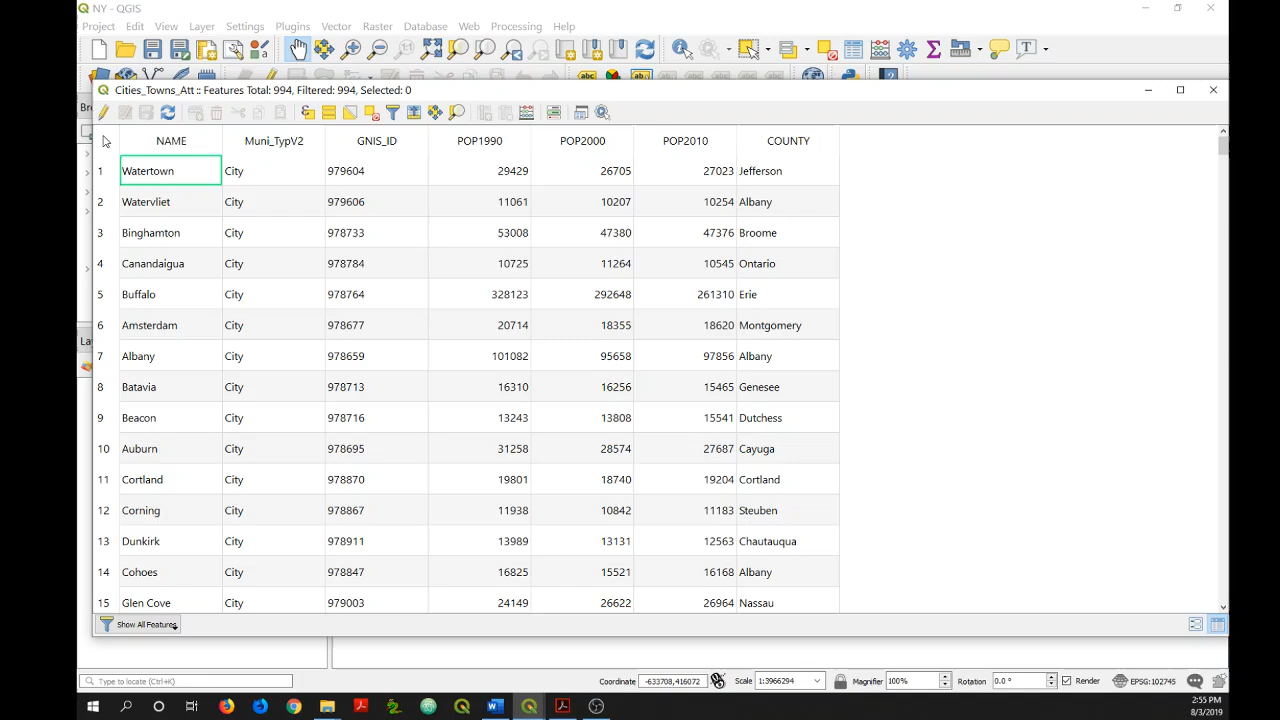 NY - QGIS
Project Edit View Layer Settings Plugins Vector Raster Database Web Processing Help
abc abc
Cities_Towns_Att :: Features Total: 994, Filtered: 994, Selected: 0
NAME Muni_TypV2 GNIS_ID POP1990 POP2000 POP2010 COUNTY
1 Watertown City 979604 29429 26705 27023 Jefferson
2 Watervliet City 979606 11061 10207 10254 Albany
3 Binghamton City 978733 53008 47380 47376 Broome
4 Canandaigua City 978784 10725 11264 10545 Ontario
5 Buffalo City 978764 328123 292648 261310 Erie
6 Amsterdam City 978677 20714 18355 18620 Montgomery
7 Albany City 978659 101082 95658 97856 Albany
8 Batavia City 978713 16310 16256 15465 Genesee
9 Beacon City 978716 13243 13808 15541 Dutchess
10 Auburn City 978695 31258 28574 27687 Cayuga
11 Cortland City 978870 19801 18740 19204 Cortland
12 Corning City 978867 11938 10842 11183 Steuben
13 Dunkirk City 978911 13989 13131 12563 Chautauqua
14 Cohoes City 978847 16825 15521 16168 Albany
15 Glen Cove City 979003 24149 26622 26964 Nassau
Show All Features
Type to locate (Ctrl+K) Coordinate -633708,416072 Scale 1:3966294 Magnifier 100% Rotation 0.0 ° Render EPSG:102745
2:55 PM
8/3/2019